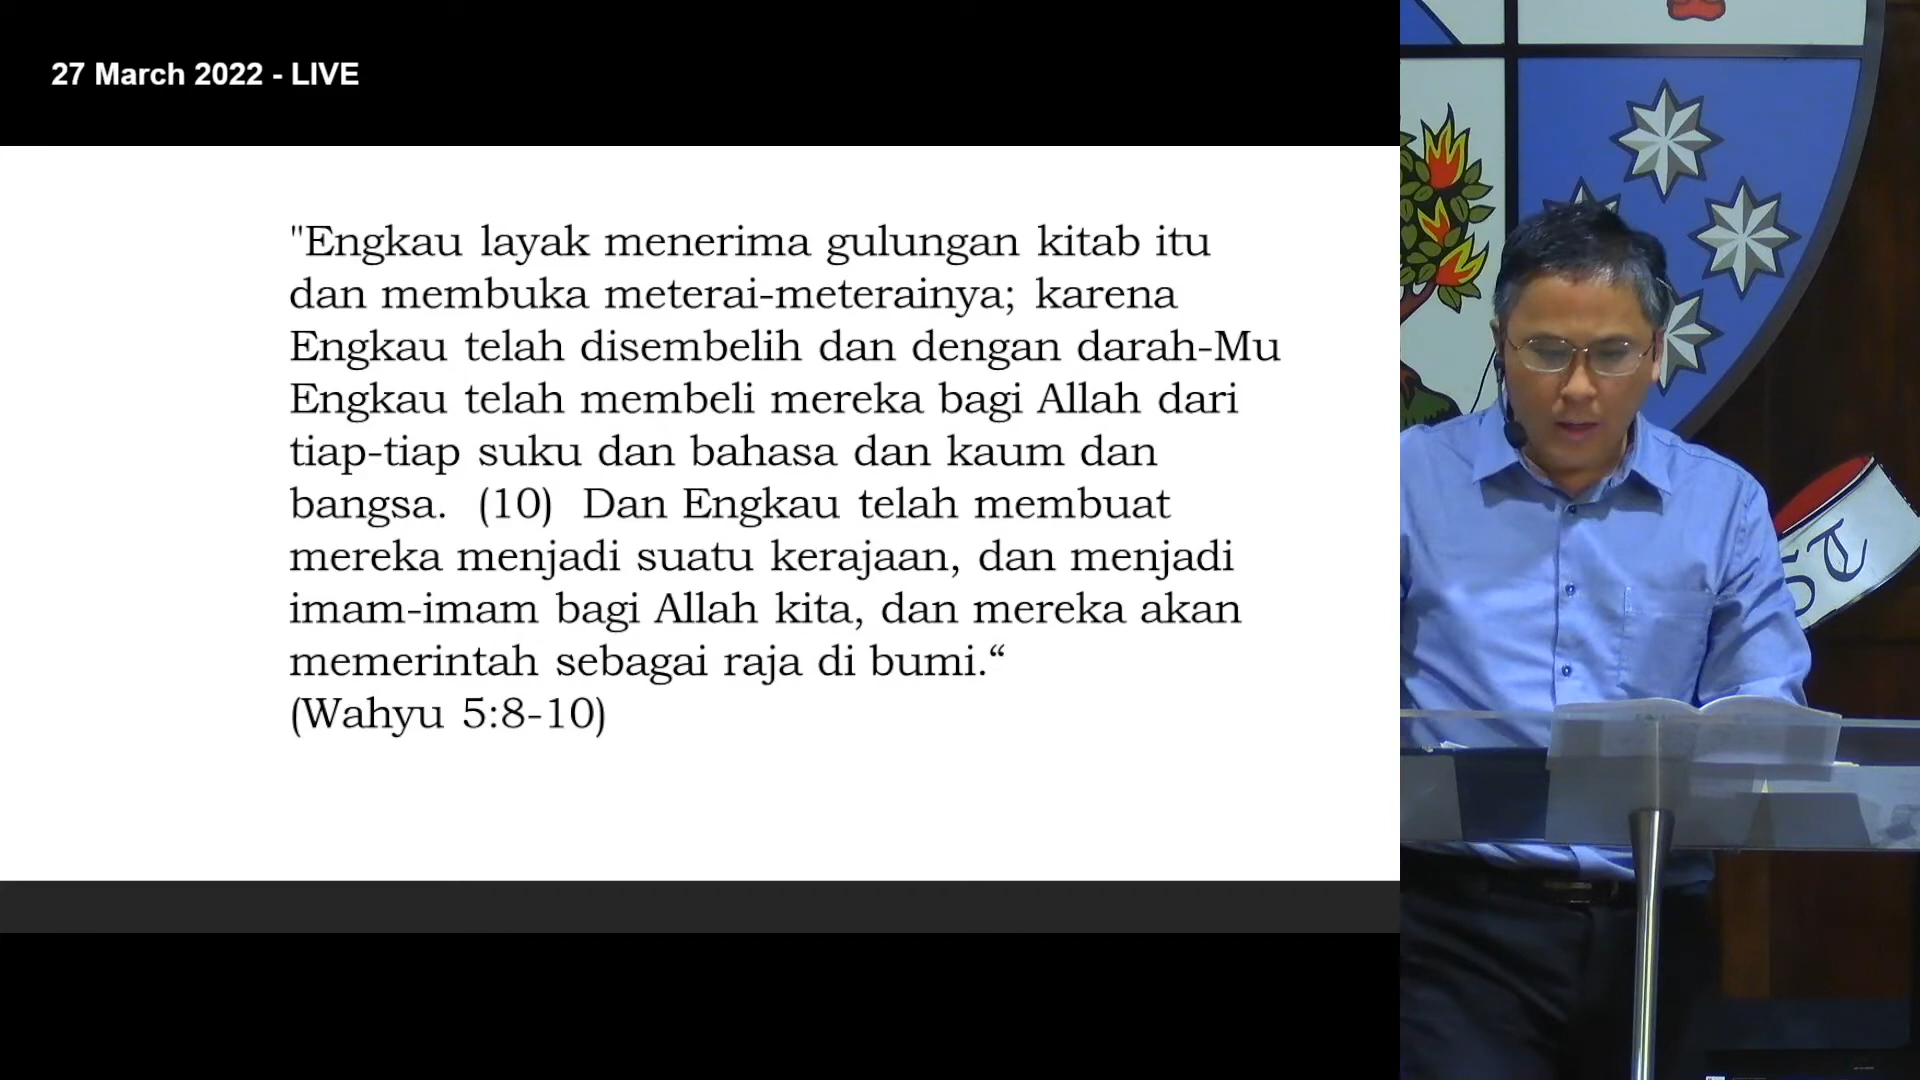 27 March 2022 - LIVE
"Engkau layak menerima gulungan kitab itu
dan membuka meterai-meterainya; karena
Engkau telah disembelih dan dengan darah-Mu
Engkau telah membeli mereka bagi Allah dari
tiap-tiap suku dan bahasa dan kaum dan
bangsa.  (10)  Dan Engkau telah membuat
mereka menjadi suatu kerajaan, dan menjadi
imam-imam bagi Allah kita, dan mereka akan
memerintah sebagai raja di bumi.“
(Wahyu 5:8-10)